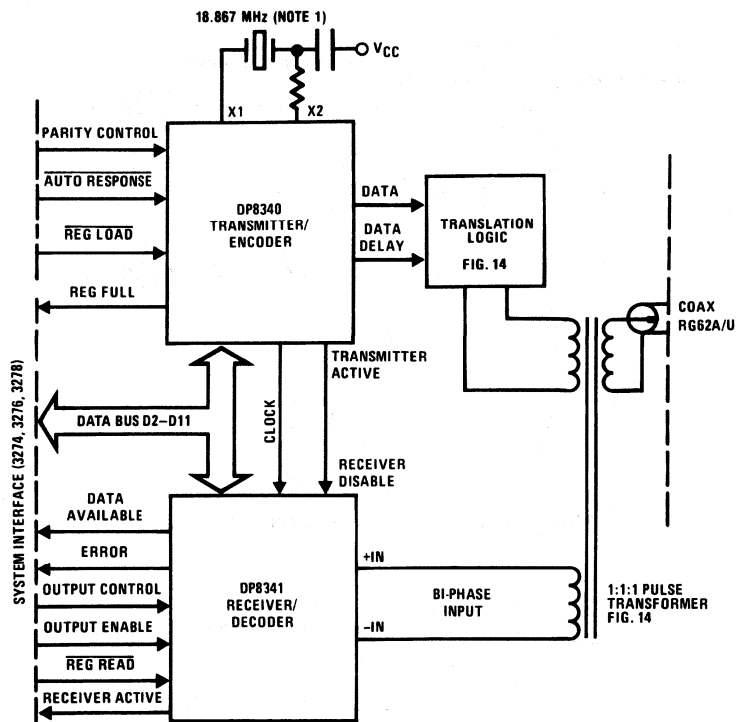 18.867 MHz (NOTE 1)
VCC
X1
X2
PARITY CONTROL
AUTO RESPONSE
REG LOAD
REG FULL
DP8340
TRANSMITTER/
ENCODER
DATA
DATA
DELAY
TRANSLATION
LOGIC
FIG. 14
COAX
RG62A/U
TRANSMITTER
ACTIVE
DATA BUS D2–D11
CLOCK
RECEIVER
DISABLE
SYSTEM INTERFACE (3274, 3276, 3278)
DATA
AVAILABLE
ERROR
OUTPUT CONTROL
OUTPUT ENABLE
REG READ
RECEIVER ACTIVE
DP8341
RECEIVER/
DECODER
+IN
BI-PHASE
INPUT
–IN
1:1:1 PULSE
TRANSFORMER
FIG. 14